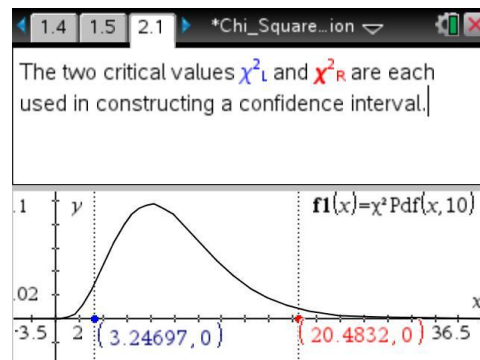 1.4 1.5 2.1 *Chi_Square…ion
The two critical values χ²L and χ²R are each
used in constructing a confidence interval.
.1 y f1(x)=χ²Pdf(x,10)
.02 x
-3.5 2 (3.24697,0) (20.4832,0) 36.5